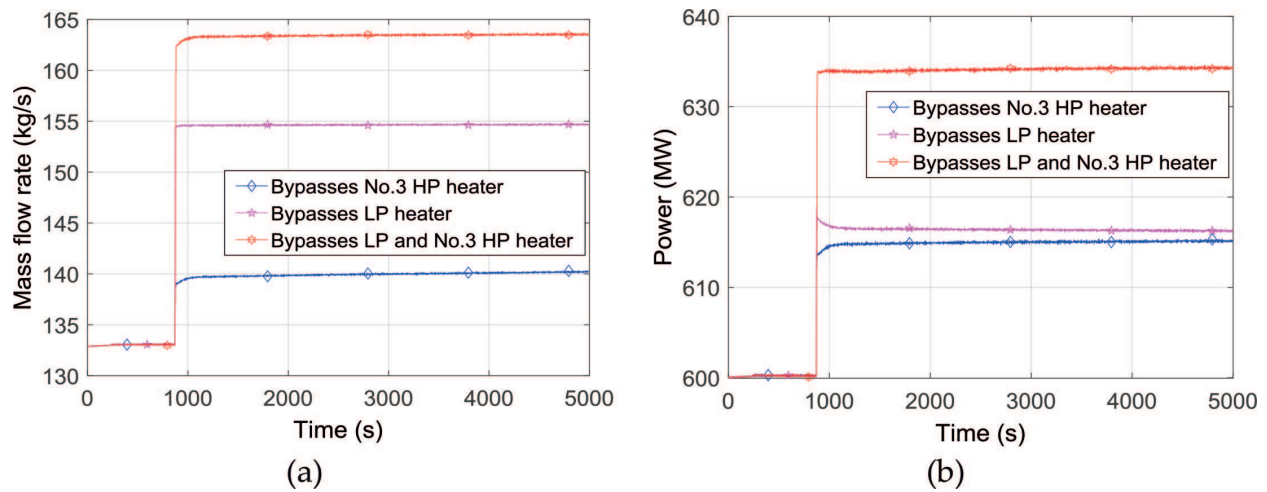 Mass flow rate (kg/s)
165
160
155
150
145
140
135
130
0 1000 2000 3000 4000 5000
Time (s)
Bypasses No.3 HP heater
Bypasses LP heater
Bypasses LP and No.3 HP heater
(a)
Power (MW)
640
630
620
610
600
0 1000 2000 3000 4000 5000
Time (s)
Bypasses No.3 HP heater
Bypasses LP heater
Bypasses LP and No.3 HP heater
(b)